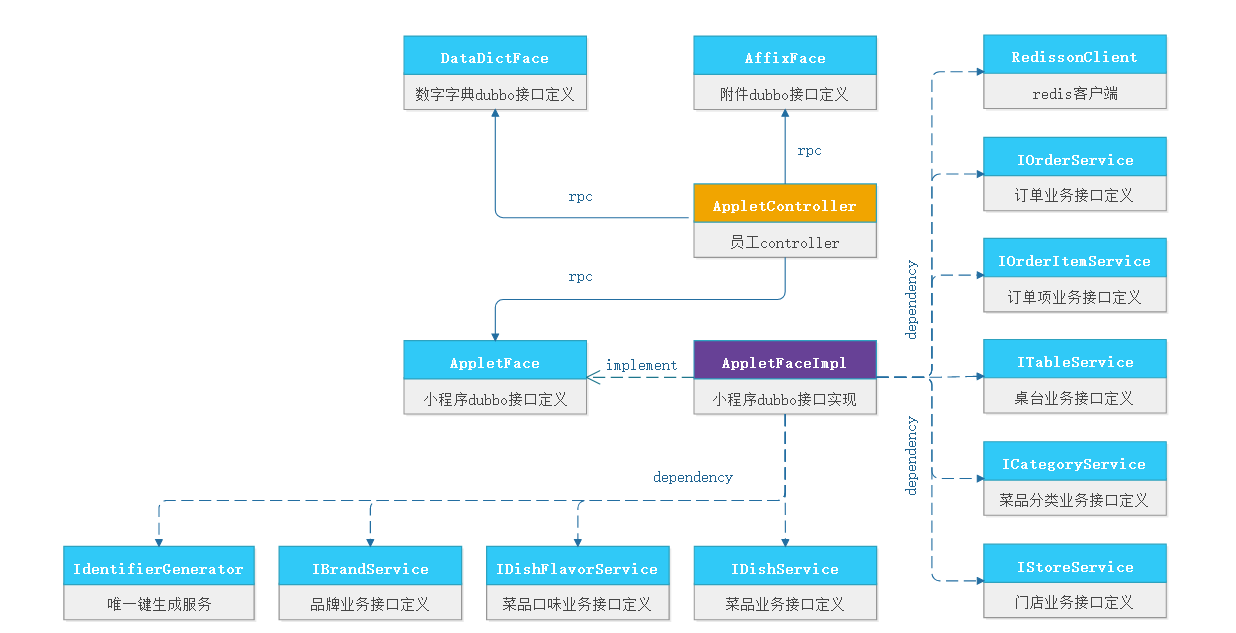 DataDictFace
数字字典dubbo接口定义
AffixFace
附件dubbo接口定义
RedissonClient
redis客户端
rpc
IOrderService
订单业务接口定义
rpc
AppletController
员工controller
IOrderItemService
订单项业务接口定义
rpc
dependency
AppletFace
小程序dubbo接口定义
implement
AppletFaceImpl
小程序dubbo接口实现
ITableService
桌台业务接口定义
dependency
ICategoryService
菜品分类业务接口定义
dependency
IdentifierGenerator
唯一键生成服务
IBrandService
品牌业务接口定义
IDishFlavorService
菜品口味业务接口定义
IDishService
菜品业务接口定义
IStoreService
门店业务接口定义